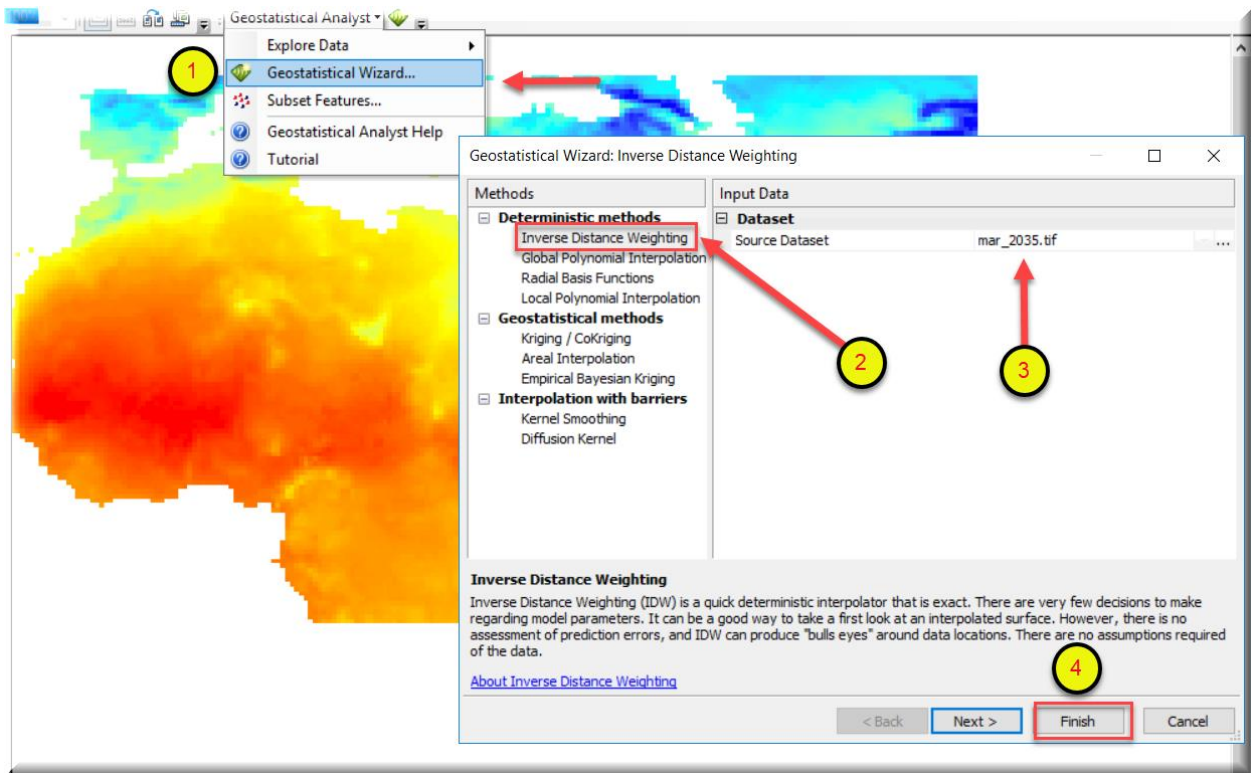 Geostatistical Analyst
Explore Data
1
Geostatistical Wizard...
Subset Features...
Geostatistical Analyst Help
Tutorial
Geostatistical Wizard: Inverse Distance Weighting
Methods
Input Data
Deterministic methods
Dataset
Inverse Distance Weighting
Source Dataset
mar_2035.tif
...
Global Polynomial Interpolation
Radial Basis Functions
Local Polynomial Interpolation
Geostatistical methods
Kriging / CoKriging
Areal Interpolation
Empirical Bayesian Kriging
Interpolation with barriers
Kernel Smoothing
Diffusion Kernel
2
3
Inverse Distance Weighting
Inverse Distance Weighting (IDW) is a quick deterministic interpolator that is exact. There are very few decisions to make
regarding model parameters. It can be a good way to take a first look at an interpolated surface. However, there is no
assessment of prediction errors, and IDW can produce "bulls eyes" around data locations. There are no assumptions required
of the data.
4
About Inverse Distance Weighting
< Back
Next >
Finish
Cancel